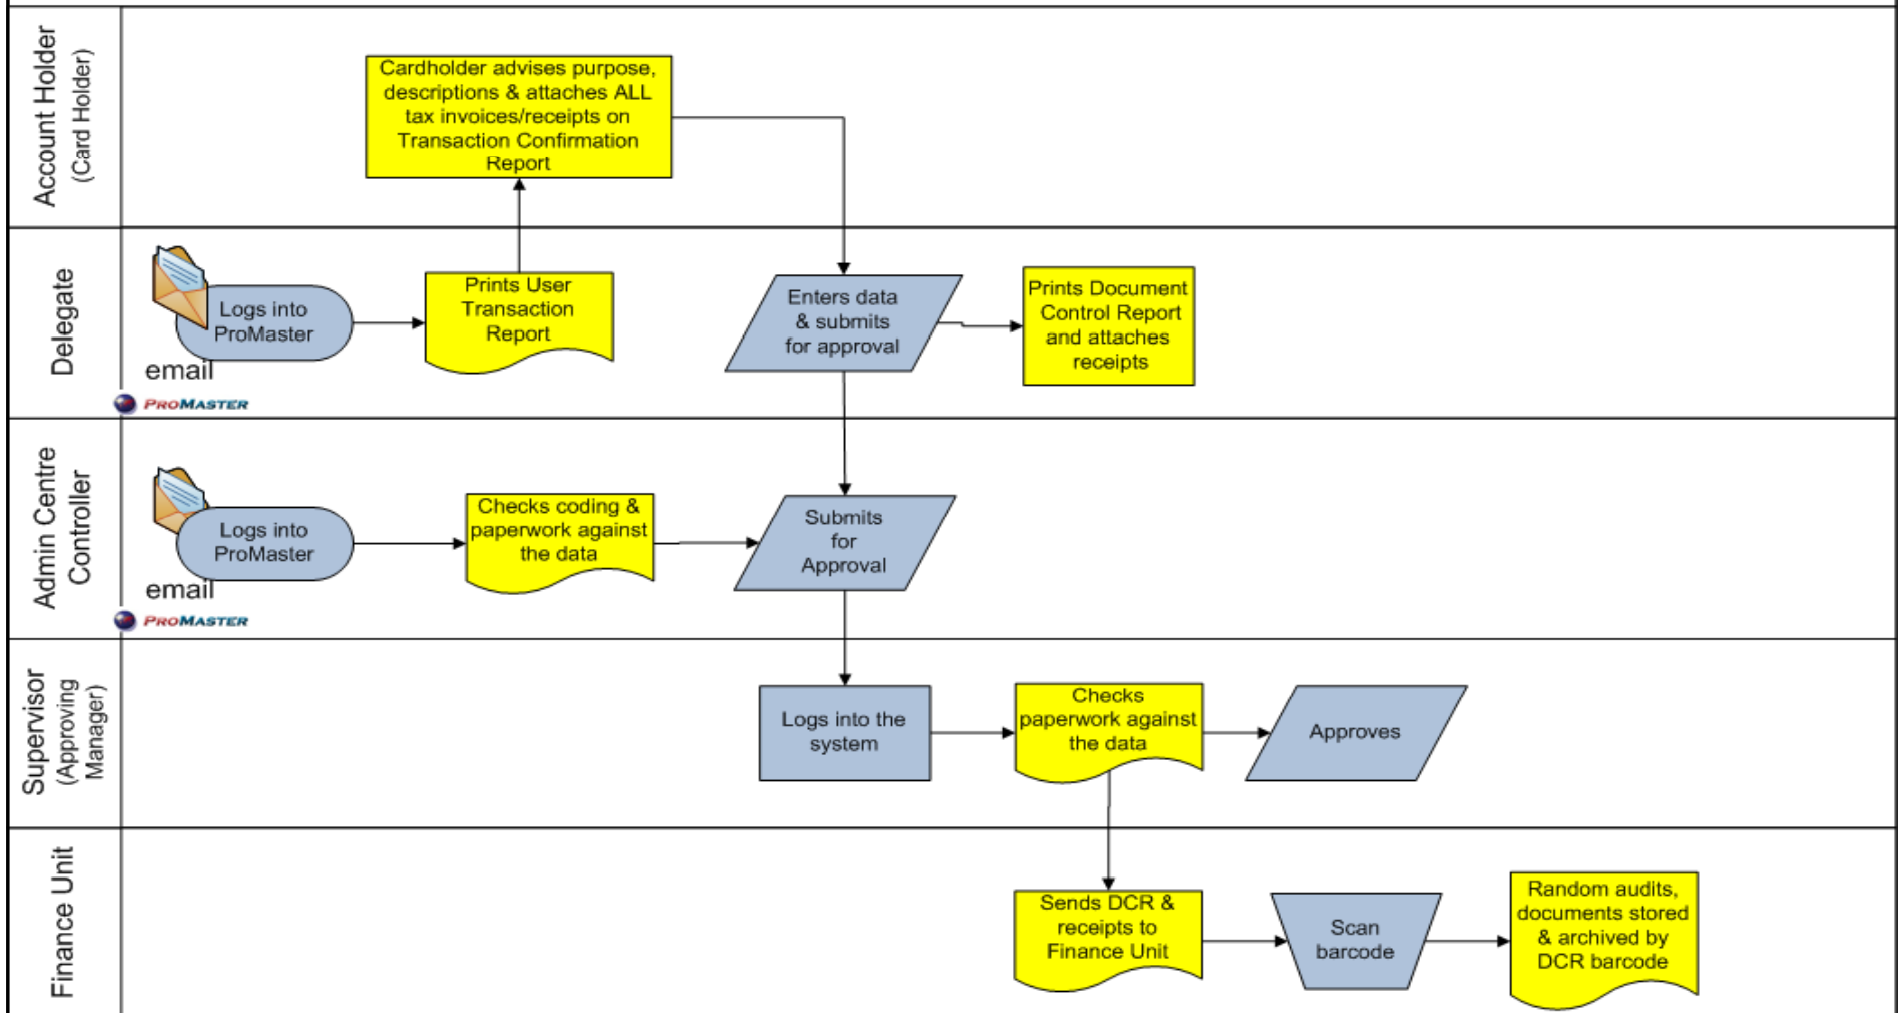 Account Holder
(Card Holder)
Cardholder advises purpose,
descriptions & attaches ALL
tax invoices/receipts on
Transaction Confirmation
Report
Delegate
Logs into
ProMaster
email
PROMASTER
Prints User
Transaction
Report
Enters data
& submits
for approval
Prints Document
Control Report
and attaches
receipts
Admin Centre
Controller
Logs into
ProMaster
email
PROMASTER
Checks coding &
paperwork against
the data
Submits
for
Approval
Supervisor
(Approving
Manager)
Logs into the
system
Checks
paperwork against
the data
Approves
Finance Unit
Sends DCR &
receipts to
Finance Unit
Scan
barcode
Random audits,
documents stored
& archived by
DCR barcode